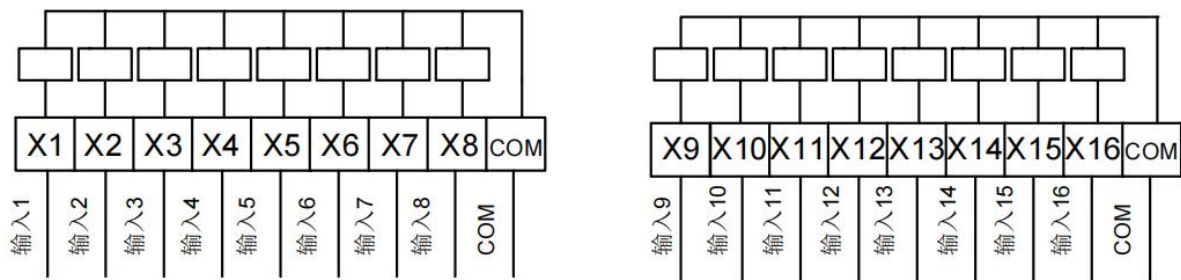 X1 X2 X3 X4 X5 X6 X7 X8 COM
输入1 输入2 输入3 输入4 输入5 输入6 输入7 输入8 COM
X9 X10 X11 X12 X13 X14 X15 X16 COM
输入9 输入10 输入11 输入12 输入13 输入14 输入15 输入16 COM